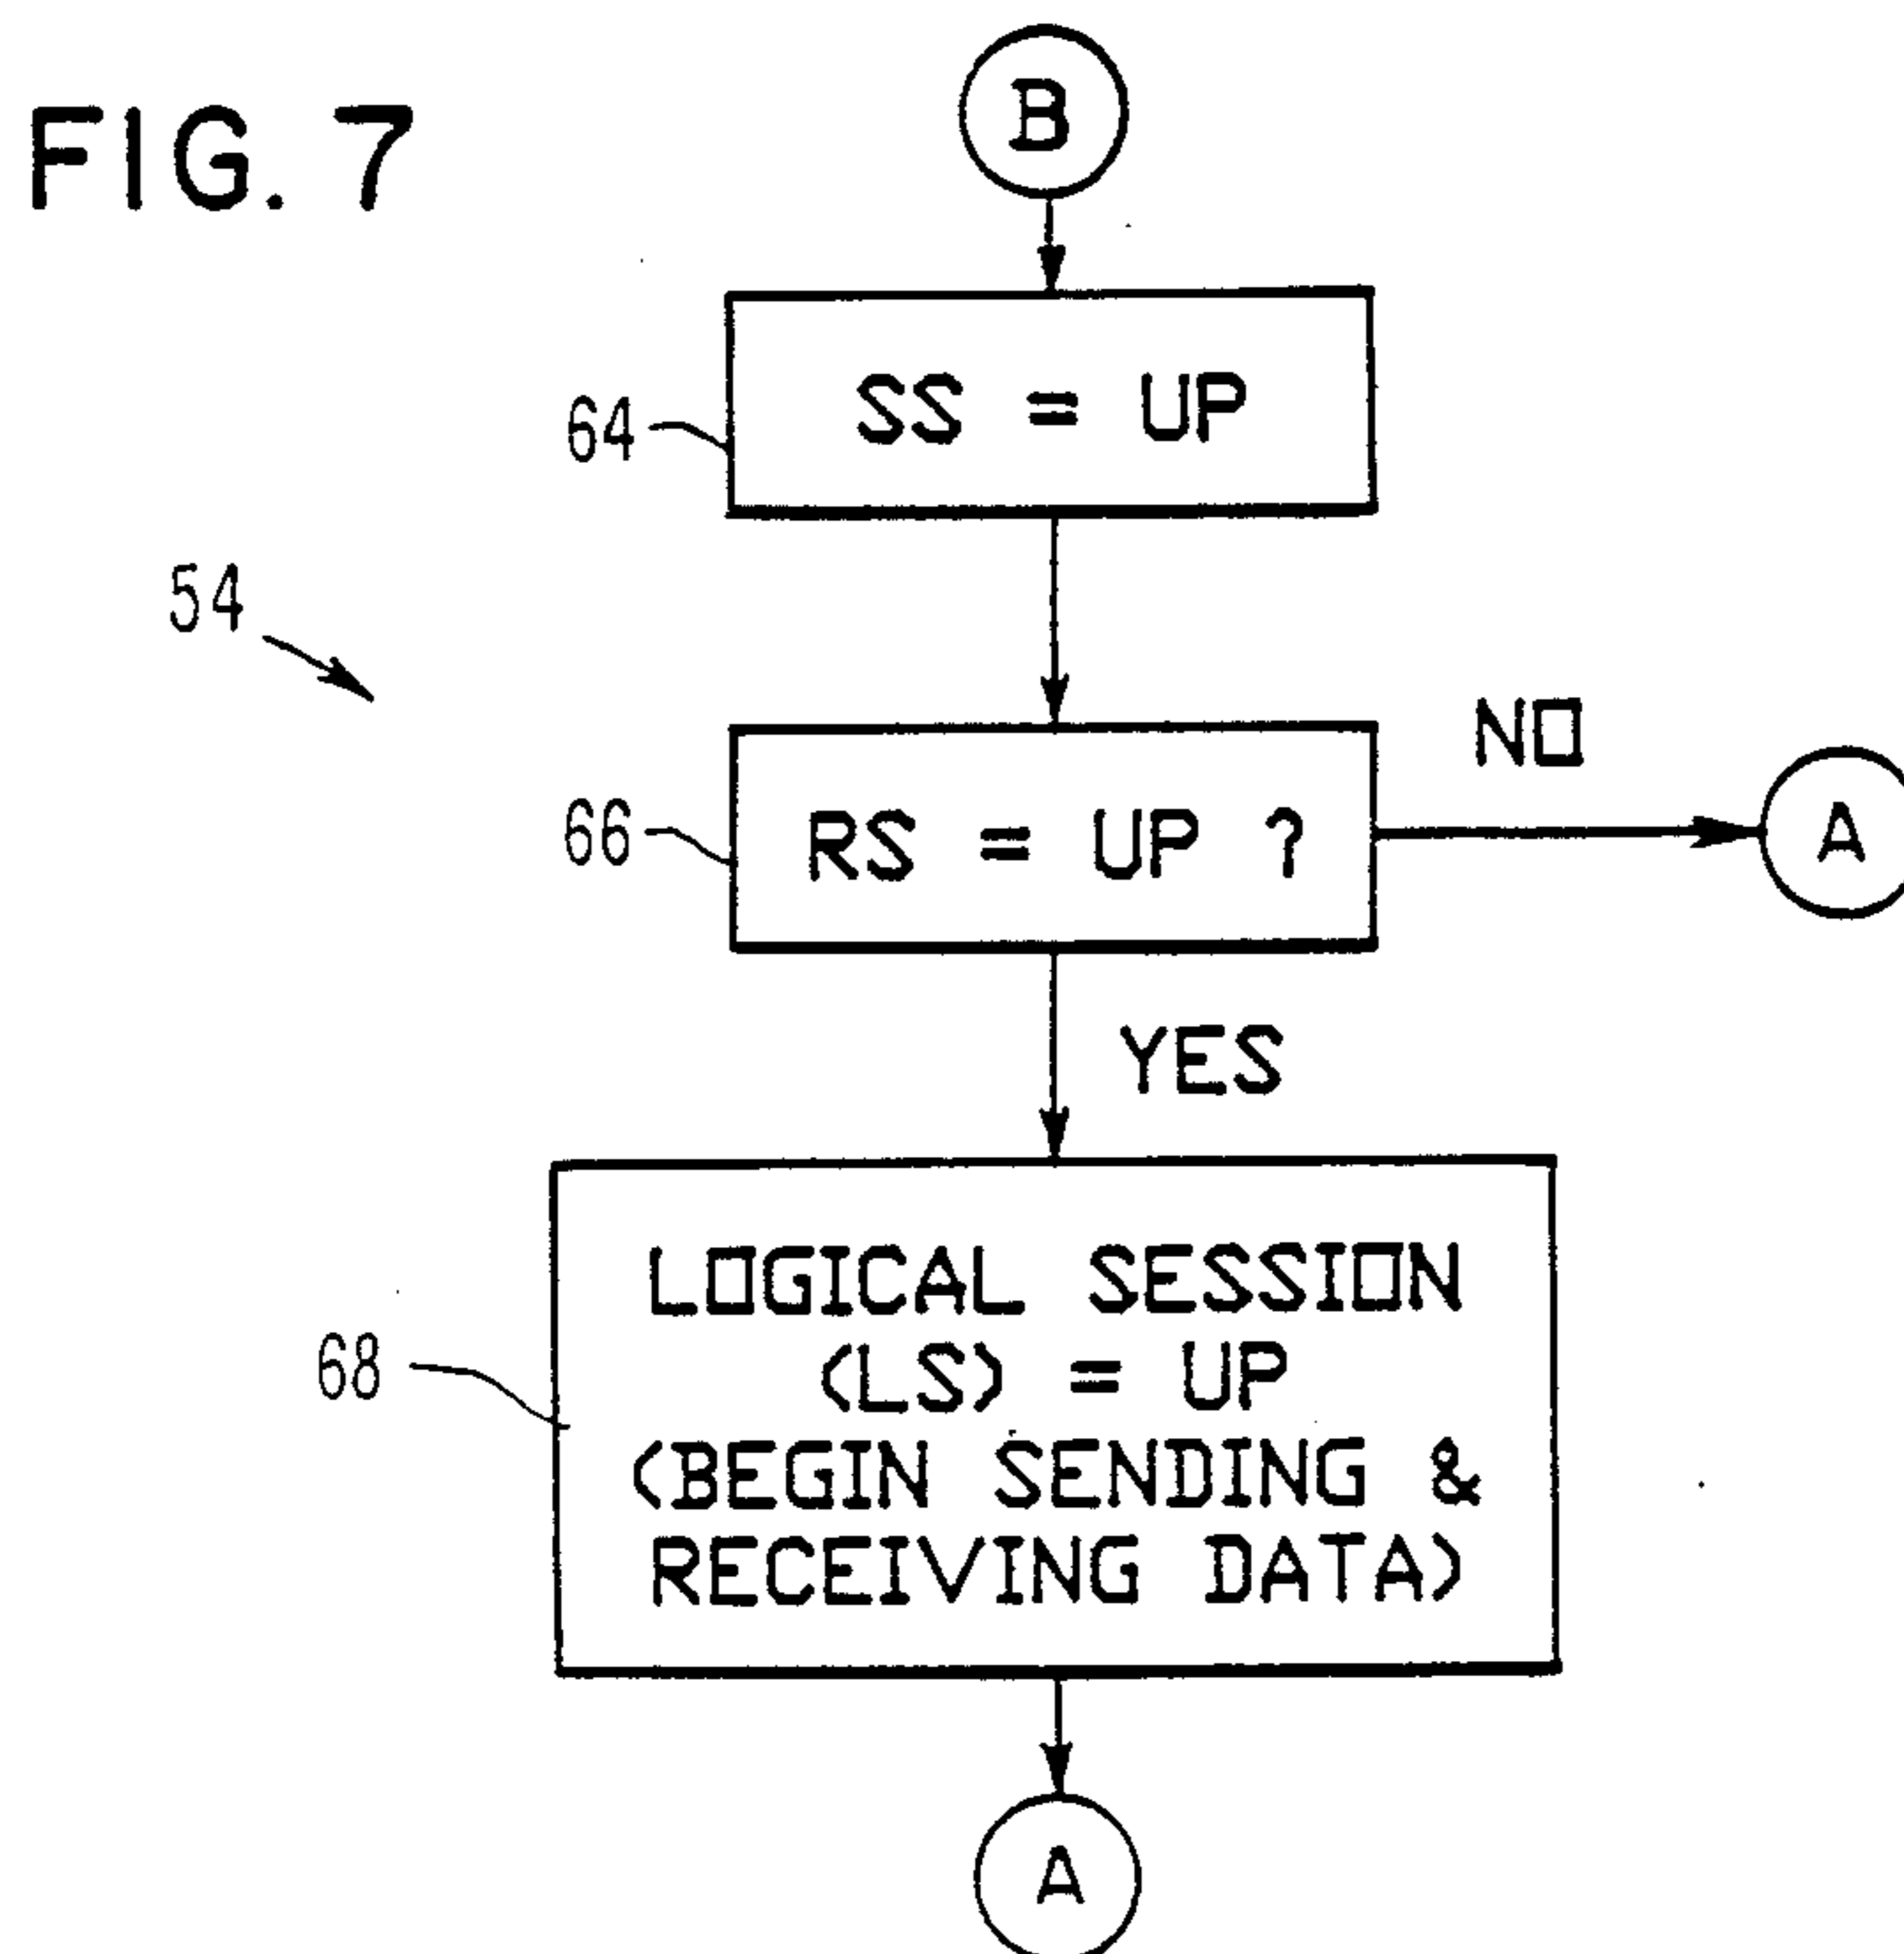 FIG. 7
B
SS = UP
64
54
NO
RS = UP ?
66
A
YES
LOGICAL SESSION
(LS) = UP
(BEGIN SENDING &
RECEIVING DATA)
68
A